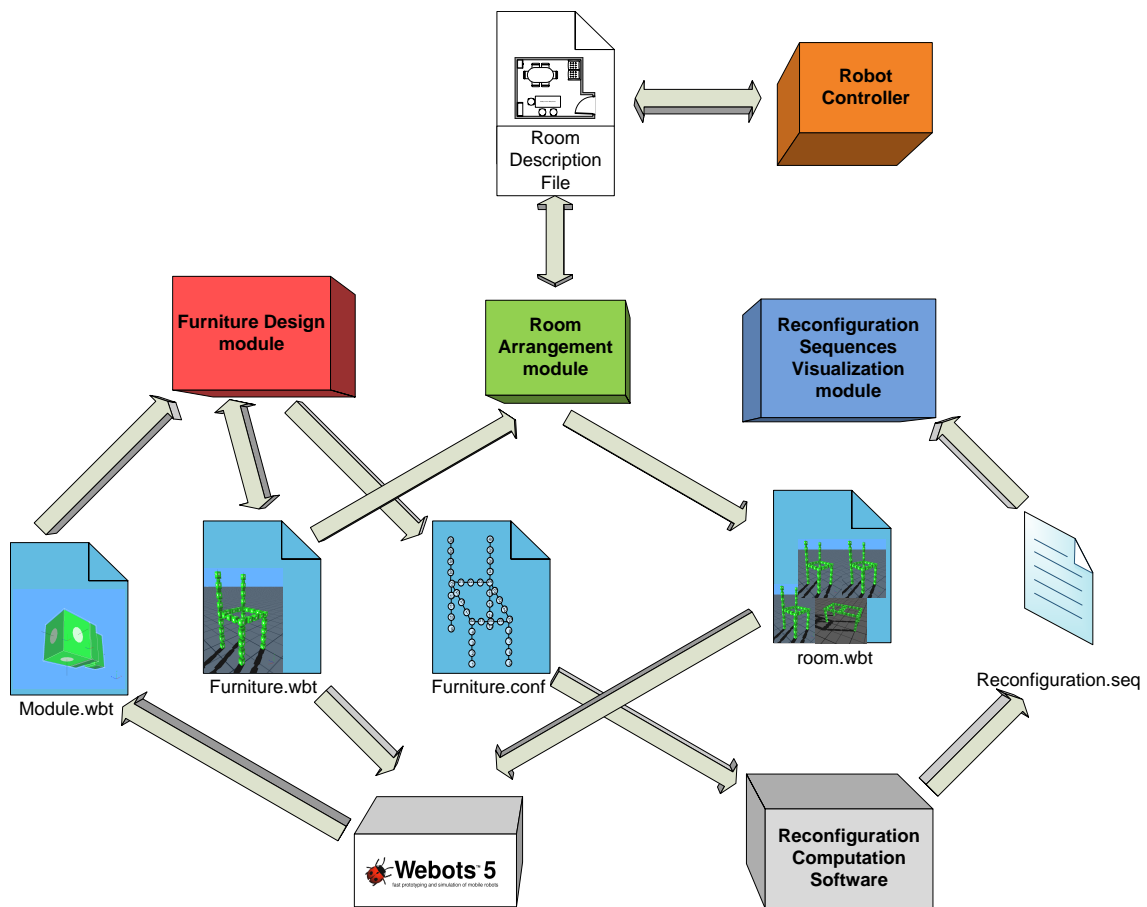 Room
Description
File
Robot
Controller
Furniture Design
module
Room
Arrangement
module
Reconfiguration
Sequences
Visualization
module
Module.wbt
Furniture.wbt
Furniture.conf
room.wbt
Reconfiguration.seq
Webots™ 5
fast prototyping and simulation of mobile robots
Reconfiguration
Computation
Software